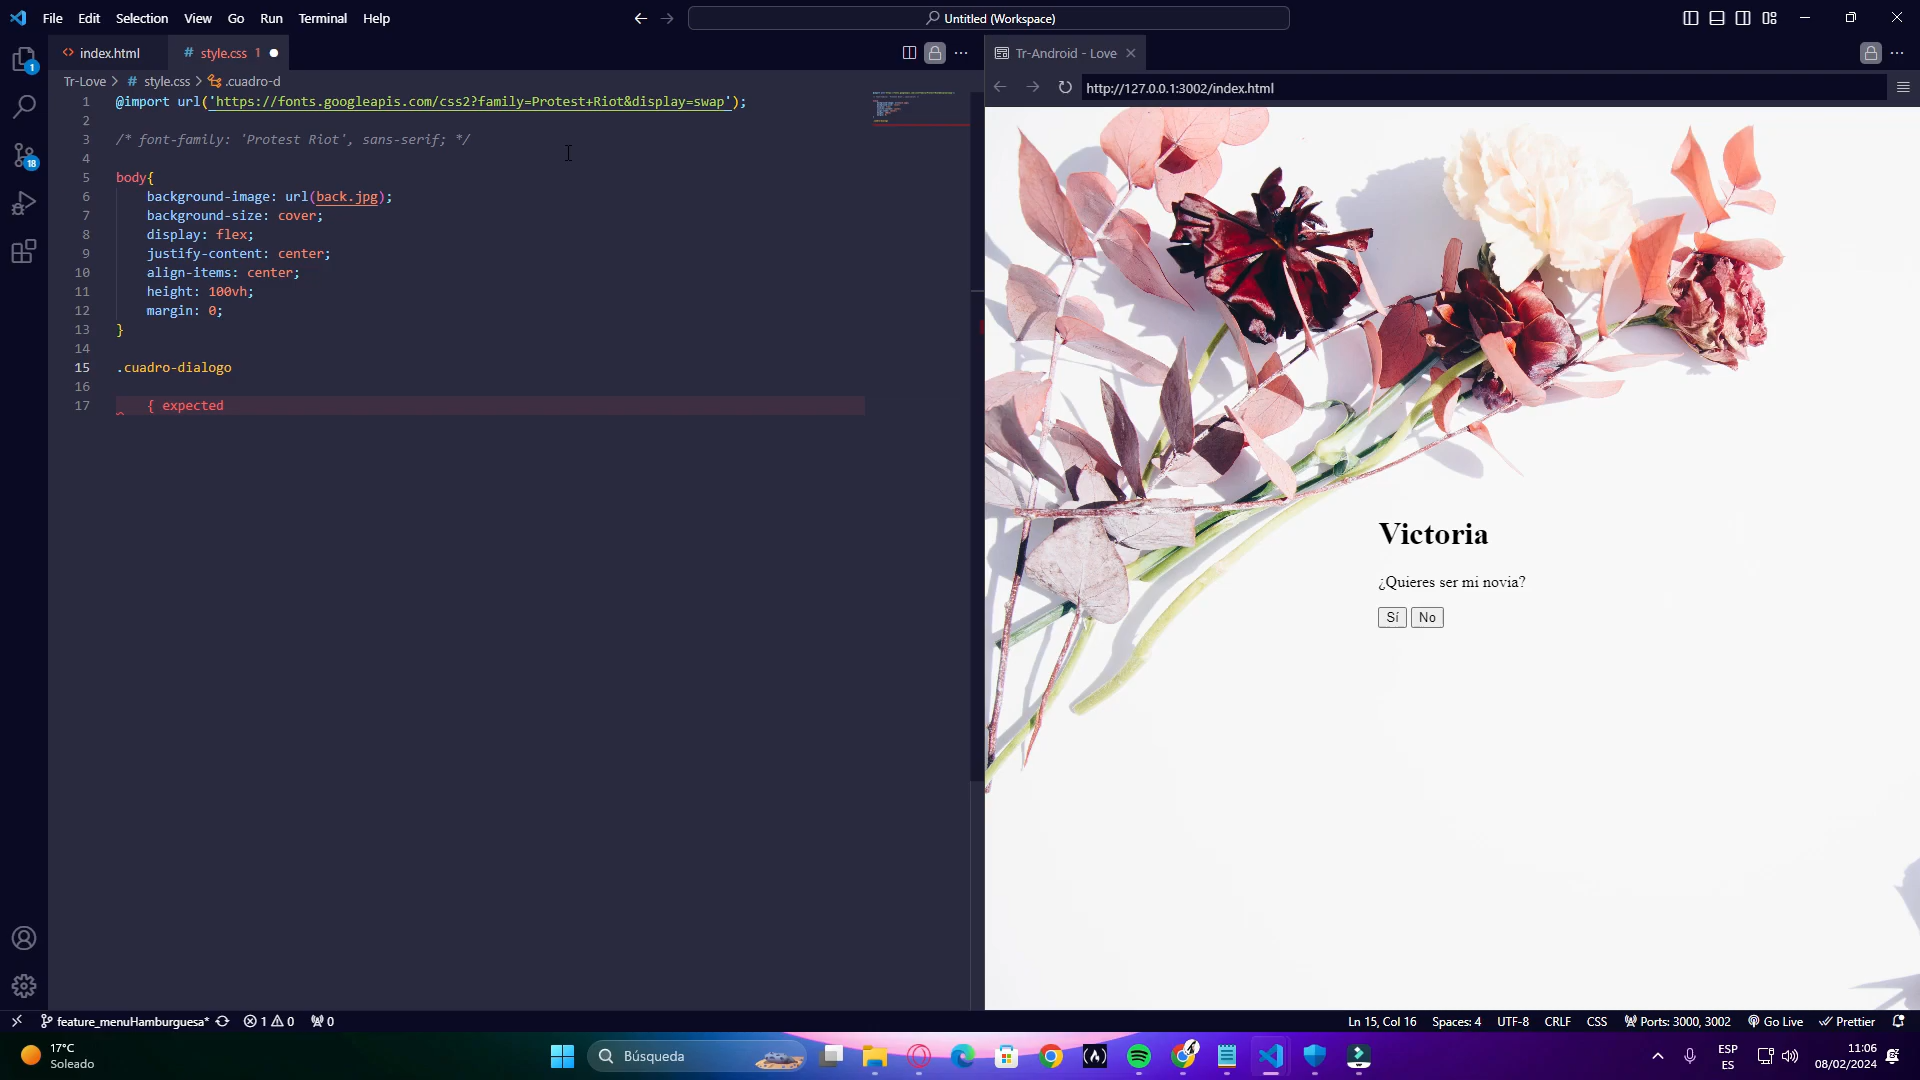 File Edit Selection View Go Run Terminal Help
Untitled (Workspace)
index.html
style.css 1
Tr-Android - Love
Tr-Love > style.css > .cuadro-d
http://127.0.0.1:3002/index.html
1 @import url('https://fonts.googleapis.com/css2?family=Protest+Riot&display=swap');
2
3 /* font-family: 'Protest Riot', sans-serif; */
4
5 body{
6 background-image: url(back.jpg);
7 background-size: cover;
8 display: flex;
9 justify-content: center;
10 align-items: center;
11 height: 100vh;
12 margin: 0;
13 }
14
15 .cuadro-dialogo
16
17 { expected
1
18
Victoria
¿Quieres ser mi novia?
Sí No
feature_menuHamburguesa* 1 0 0
Ln 15, Col 16 Spaces: 4 UTF-8 CRLF CSS Ports: 3000, 3002 Go Live Prettier
17°C
Soleado
Búsqueda
ESP
ES
11:06
08/02/2024